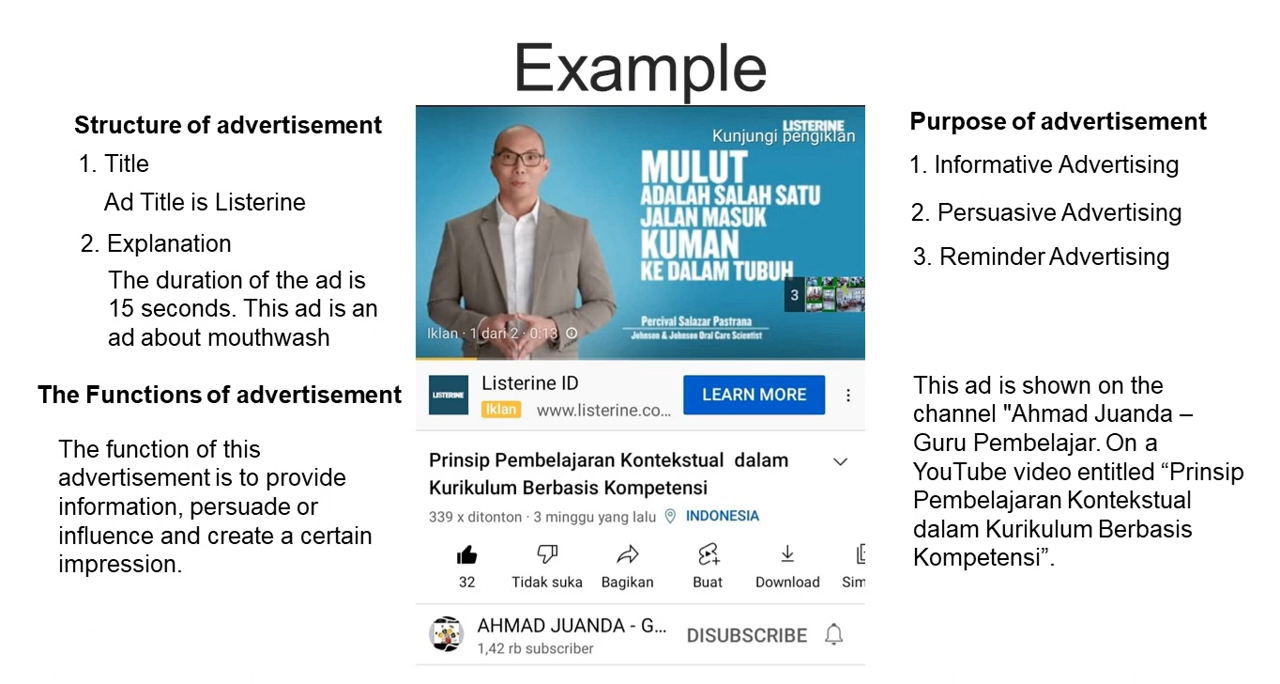 Example
Structure of advertisement
1. Title
Ad Title is Listerine
2. Explanation
The duration of the ad is
15 seconds. This ad is an
ad about mouthwash
The Functions of advertisement
The function of this
advertisement is to provide
information, persuade or
influence and create a certain
impression.
LISTERINE
Kunjungi pengiklan
MULUT
ADALAH SALAH SATU
JALAN MASUK
KUMAN
KE DALAM TUBUH
3
Percival Salazar Pastrana
Johnson & Johnson Oral Care Scientist
Iklan · 1 dari 2 · 0:13
LISTERINE
Listerine ID
Iklan www.listerine.co...
LEARN MORE
Prinsip Pembelajaran Kontekstual dalam
Kurikulum Berbasis Kompetensi
339 x ditonton · 3 minggu yang lalu INDONESIA
32 Tidak suka Bagikan Buat Download Sim
AHMAD JUANDA - G...
1,42 rb subscriber
DISUBSCRIBE
Purpose of advertisement
1. Informative Advertising
2. Persuasive Advertising
3. Reminder Advertising
This ad is shown on the
channel "Ahmad Juanda –
Guru Pembelajar. On a
YouTube video entitled “Prinsip
Pembelajaran Kontekstual
dalam Kurikulum Berbasis
Kompetensi”.